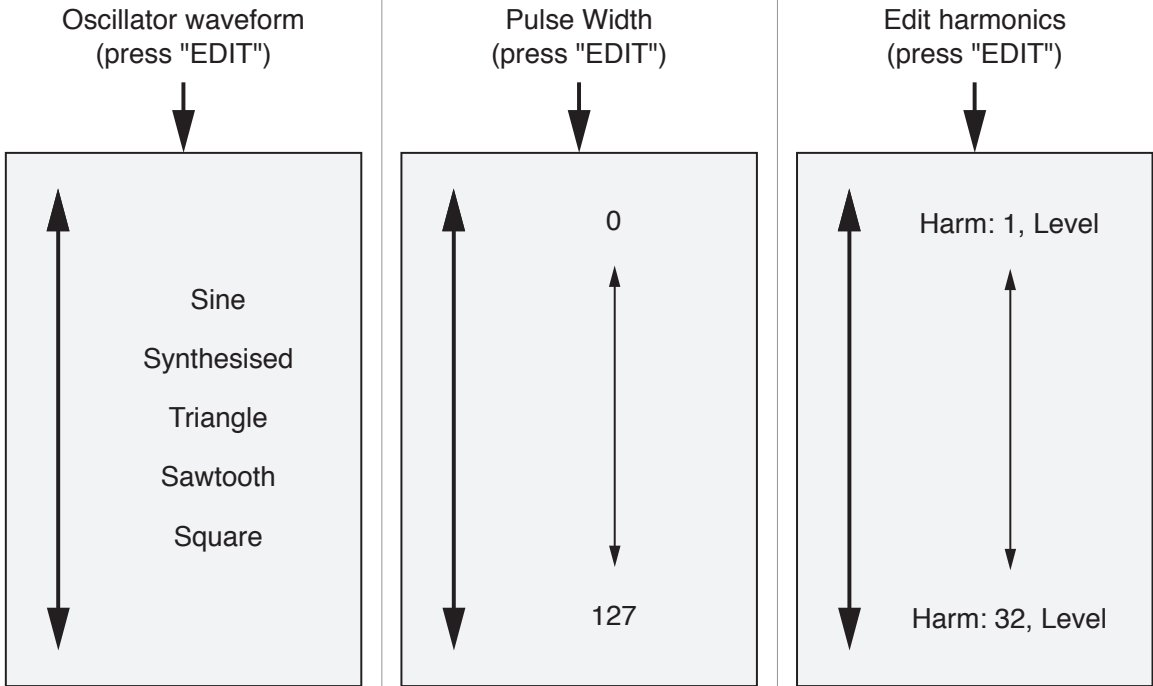 Oscillator waveform
(press "EDIT")
Sine
Synthesised
Triangle
Sawtooth
Square
Pulse Width
(press "EDIT")
0
127
Edit harmonics
(press "EDIT")
Harm: 1, Level
Harm: 32, Level